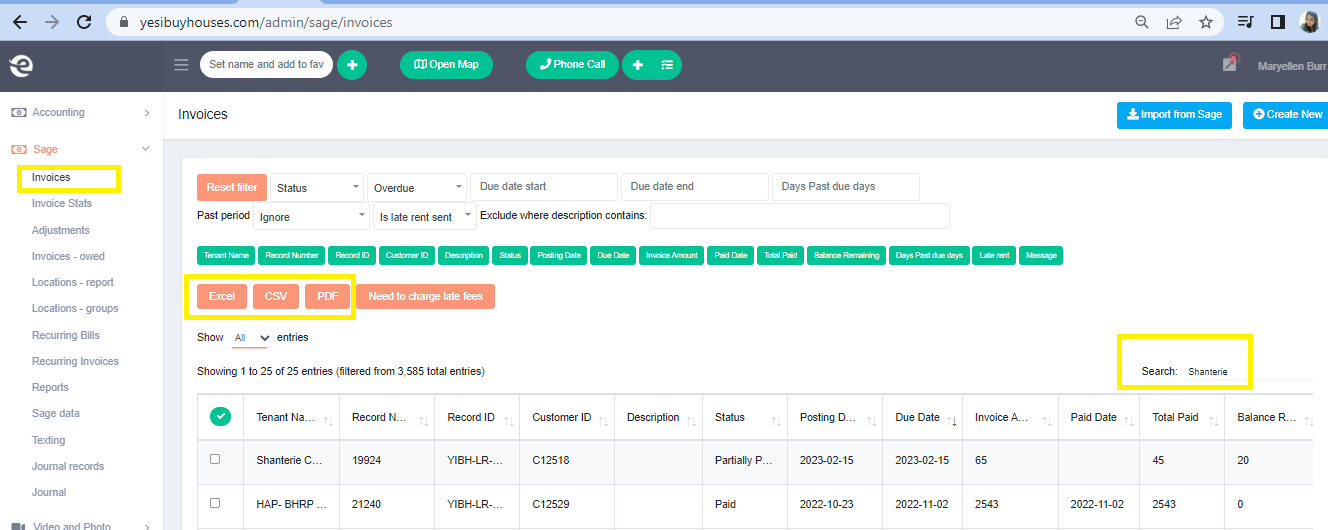 yesibuyhouses.com/admin/sage/invoices
Set name and add to fav
Open Map
Phone Call
Maryellen Burr
Accounting
Sage
Invoices
Invoice Stats
Adjustments
Invoices - owed
Locations - report
Locations - groups
Recurring Bills
Recurring Invoices
Reports
Sage data
Texting
Journal records
Journal
Video and Photo
Invoices
Import from Sage
Create New
Reset filter Status Overdue Due date start Due date end Days Past due days
Past period Ignore Is late rent sent Exclude where description contains:
Tenant Name Record Number Record ID Customer ID Description Status Posting Date Due Date Invoice Amount Paid Date Total Paid Balance Remaining Days Past due days Late rent Message
Excel CSV PDF Need to charge late fees
Show All entries
Showing 1 to 25 of 25 entries (filtered from 3,585 total entries)
Search: Shanterie
Tenant Na... Record N... Record ID Customer ID Description Status Posting D... Due Date Invoice A... Paid Date Total Paid Balance R...
Shanterie C... 19924 YIBH-LR-... C12518 Partially P... 2023-02-15 2023-02-15 65 45 20
HAP- BHRP ... 21240 YIBH-LR-... C12529 Paid 2022-10-23 2022-11-02 2543 2022-11-02 2543 0